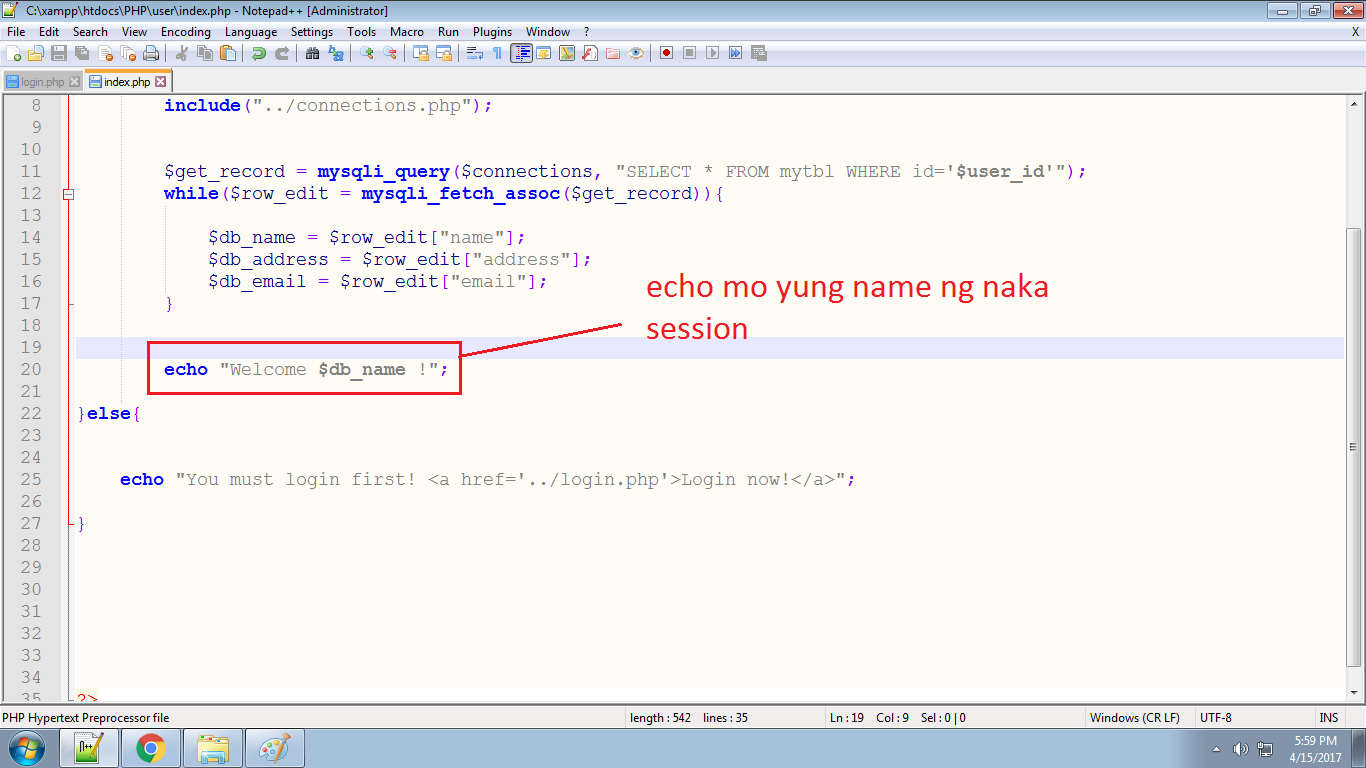 C:\xampp\htdocs\PHP\user\index.php - Notepad++ [Administrator]
File Edit Search View Encoding Language Settings Tools Macro Run Plugins Window ? X
login.php index.php
8 include("../connections.php");
9
10
11 $get_record = mysqli_query($connections, "SELECT * FROM mytbl WHERE id='$user_id'");
12 while($row_edit = mysqli_fetch_assoc($get_record)){
13
14 $db_name = $row_edit["name"];
15 $db_address = $row_edit["address"];
16 $db_email = $row_edit["email"];
17 }
echo mo yung name ng naka
session
18
19
20 echo "Welcome $db_name !";
21
22 }else{
23
24
25 echo "You must login first! <a href='../login.php'>Login now!</a>";
26
27 }
28
29
30
31
32
33
34
35 ?>
PHP Hypertext Preprocessor file length : 542 lines : 35 Ln : 19 Col : 9 Sel : 0 | 0 Windows (CR LF) UTF-8 INS
5:59 PM
4/15/2017